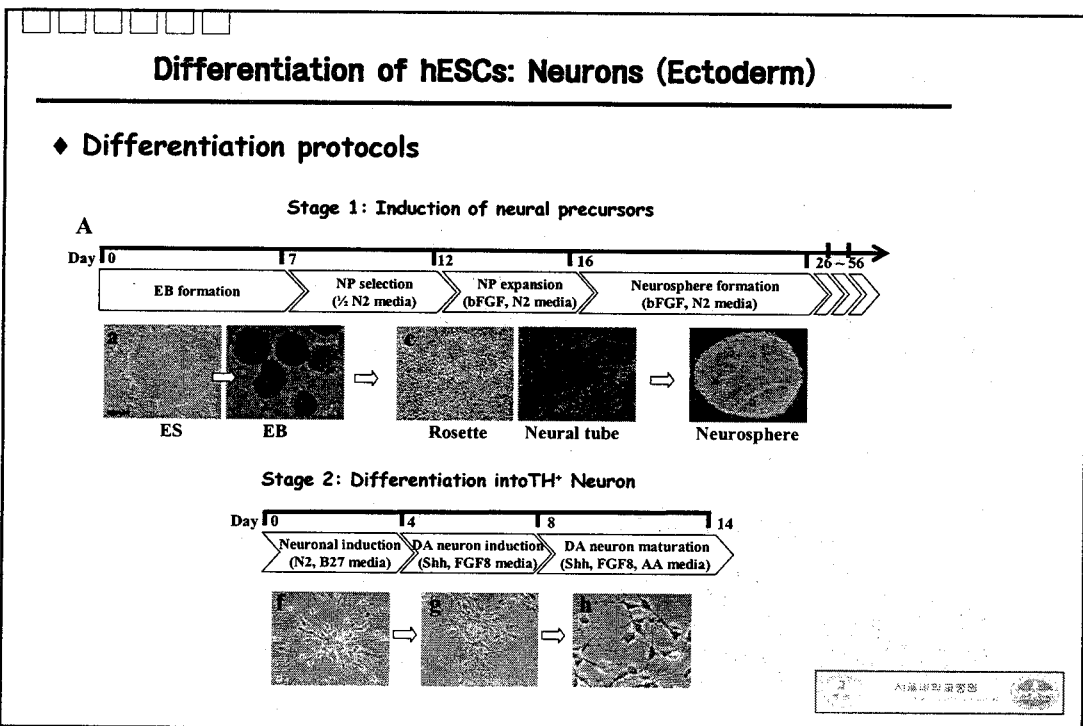 Differentiation of hESCs: Neurons (Ectoderm)
♦ Differentiation protocols
Stage 1: Induction of neural precursors
A
Day 0 7 12 16 26 ~ 56
EB formation
NP selection
(½ N2 media)
NP expansion
(bFGF, N2 media)
Neurosphere formation
(bFGF, N2 media)
a
c
ES
EB
Rosette
Neural tube
Neurosphere
Stage 2: Differentiation intoTH⁺ Neuron
Day 0 4 8 14
Neuronal induction
(N2, B27 media)
DA neuron induction
(Shh, FGF8 media)
DA neuron maturation
(Shh, FGF8, AA media)
f
g
h